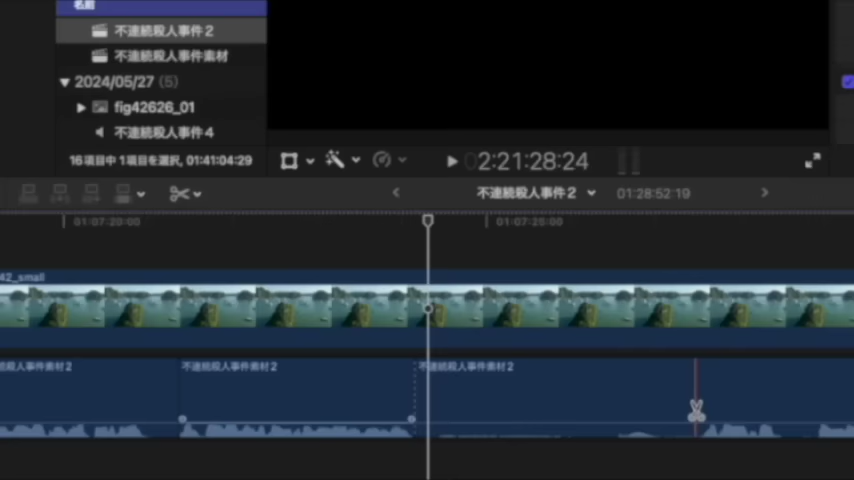 名前
不連続殺人事件２
不連続殺人事件素材
2024/05/27 (5)
fig42626_01
不連続殺人事件４
16項目中 1項目を選択, 01:41:04:29
02:21:28:24
不連続殺人事件２
01:28:52:19
01:07:20:00
01:07:25:00
42_small
続殺人事件素材2
不連続殺人事件素材2
不連続殺人事件素材2